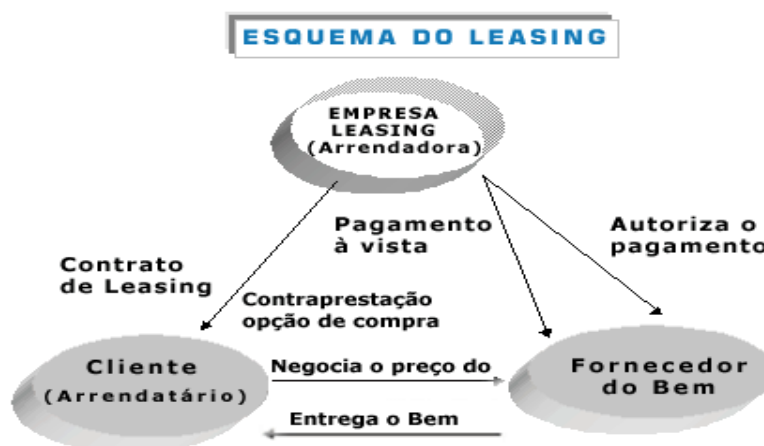 ESQUEMA DO LEASING
EMPRESA
LEASING
(Arrendadora)
Pagamento
à vista
Autoriza o
pagamento
Contrato
de Leasing
Contraprestação
opção de compra
Cliente
(Arrendatário)
Negocia o preço do
Fornecedor
do Bem
Entrega o Bem